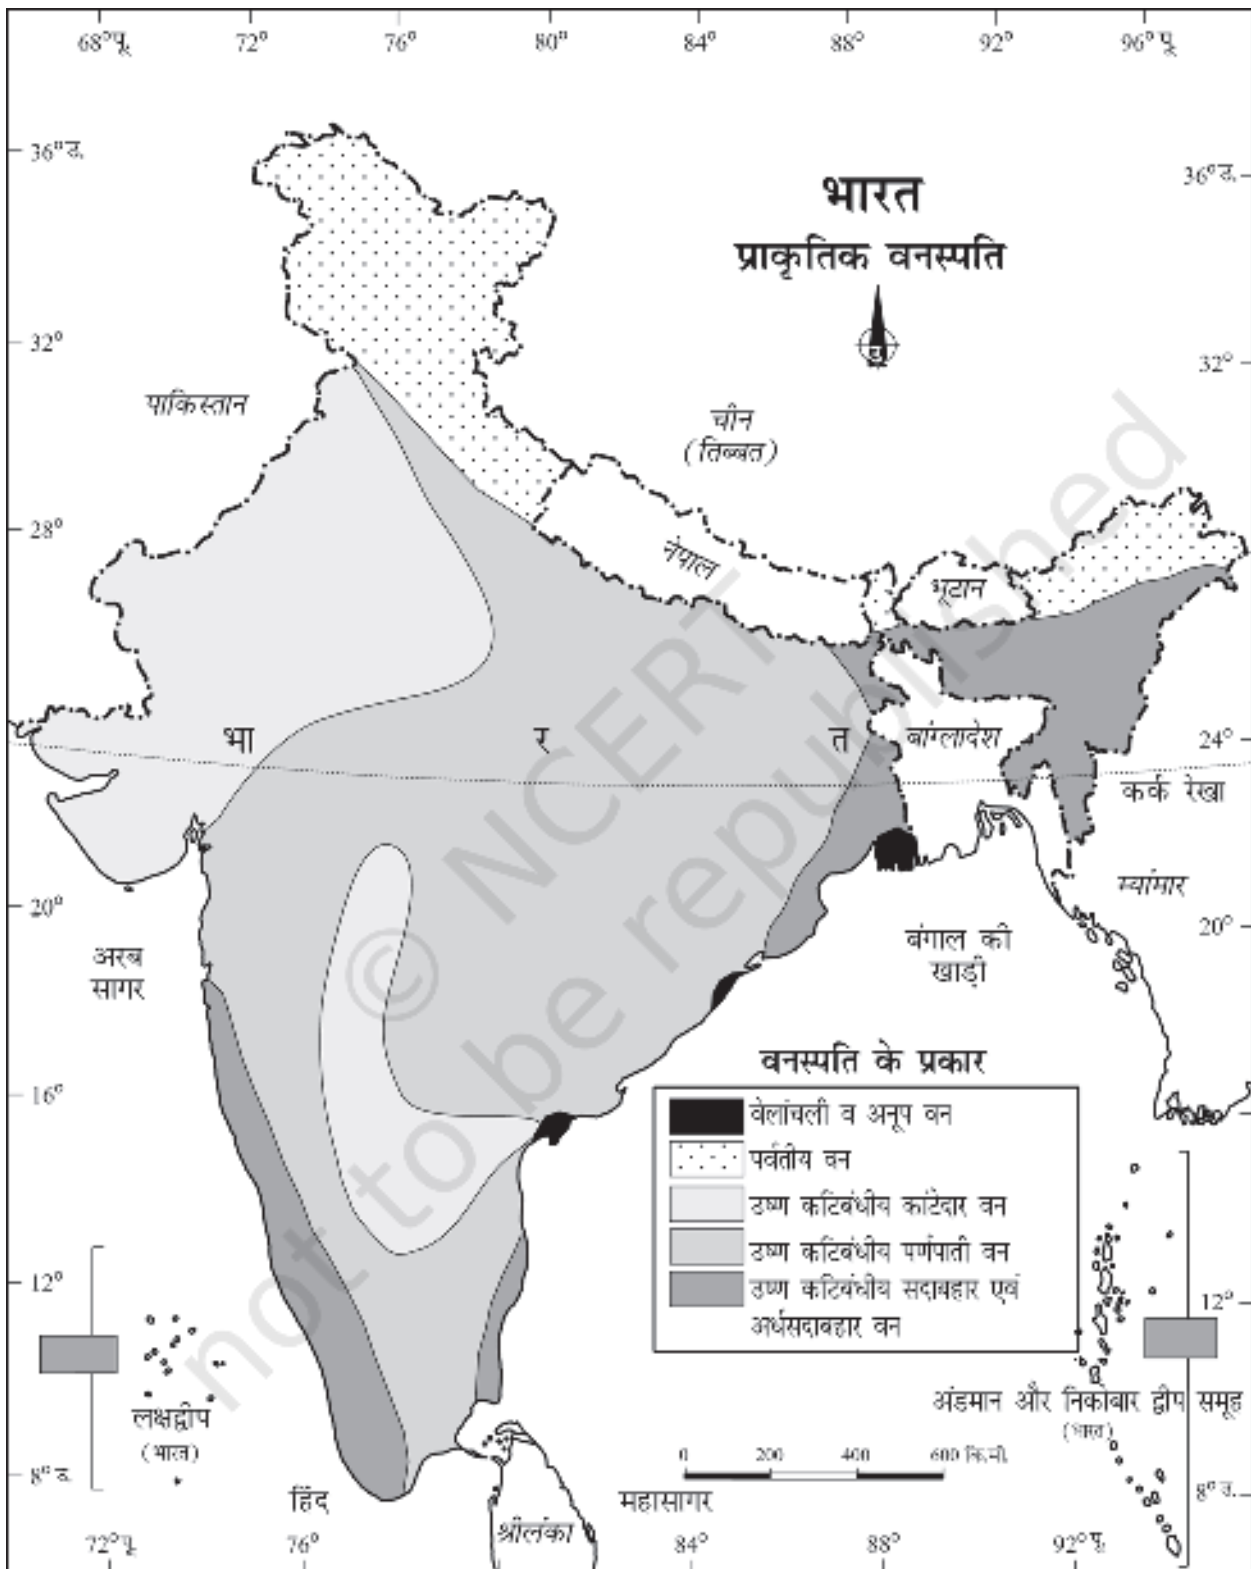 68°पू.
72°
76°
80°
84°
88°
92°
96°पू.
36°उ.
36°उ.
भारत
प्राकृतिक वनस्पति
उ
32°
32°
पाकिस्तान
चीन
(तिब्बत)
28°
नेपाल
भूटान
भा र त
बांग्लादेश
24°
कर्क रेखा
म्यांमार
20°
20°
अरब
सागर
बंगाल की
खाड़ी
16°
वनस्पति के प्रकार
वेलांचली व अनूप वन
पर्वतीय वन
उष्ण कटिबंधीय कांटेदार वन
उष्ण कटिबंधीय पर्णपाती वन
उष्ण कटिबंधीय सदाबहार एवं
अर्धसदाबहार वन
12°
12°
लक्षद्वीप
(भारत)
अंडमान और निकोबार द्वीप समूह
(भारत)
0 200 400 600 कि.मी.
8°उ.
8°उ.
हिंद
महासागर
श्रीलंका
72°पू.
76°
84°
88°
92°पू.
© NCERT
not to be republished